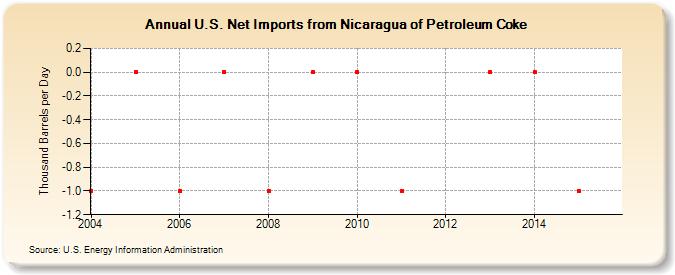 Annual U.S. Net Imports from Nicaragua of Petroleum Coke
Thousand Barrels per Day
0.2
0.0
-0.2
-0.4
-0.6
-0.8
-1.0
-1.2
2004 2006 2008 2010 2012 2014
Source: U.S. Energy Information Administration